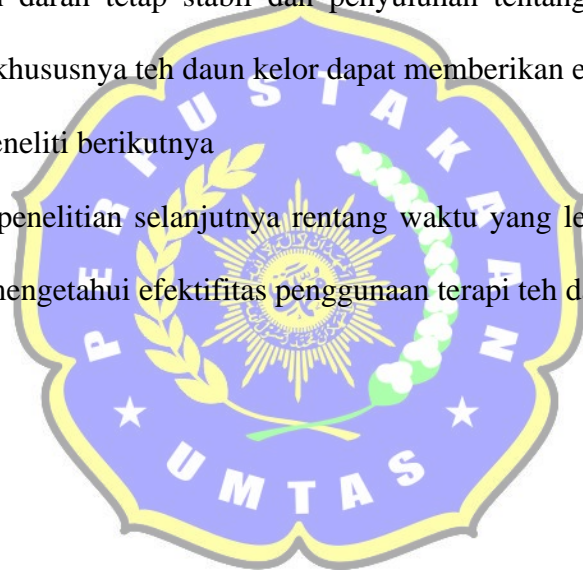 darah tetap stabil dan penyuluhan tentang
khususnya teh daun kelor dapat memberikan e
eneliti berikutnya
penelitian selanjutnya rentang waktu yang le
mengetahui efektifitas penggunaan terapi teh d
PERPUSTAKAAN
UMTAS